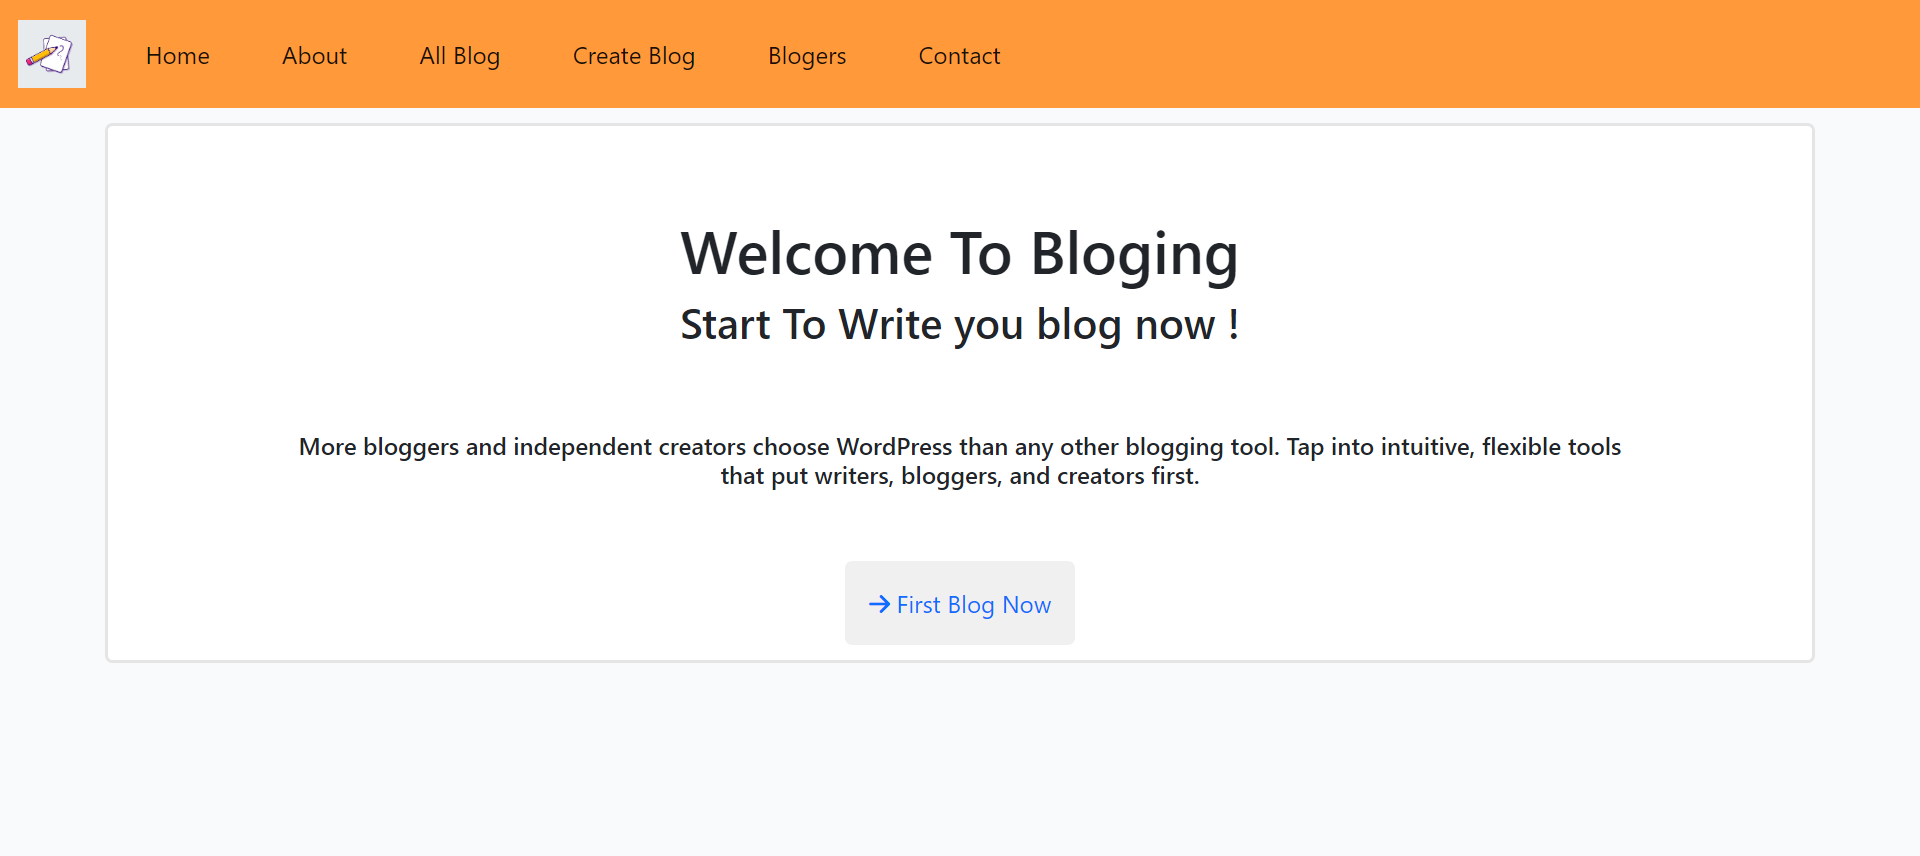 Home About All Blog Create Blog Blogers Contact
Welcome To Bloging
Start To Write you blog now !
More bloggers and independent creators choose WordPress than any other blogging tool. Tap into intuitive, flexible tools
that put writers, bloggers, and creators first.
→ First Blog Now